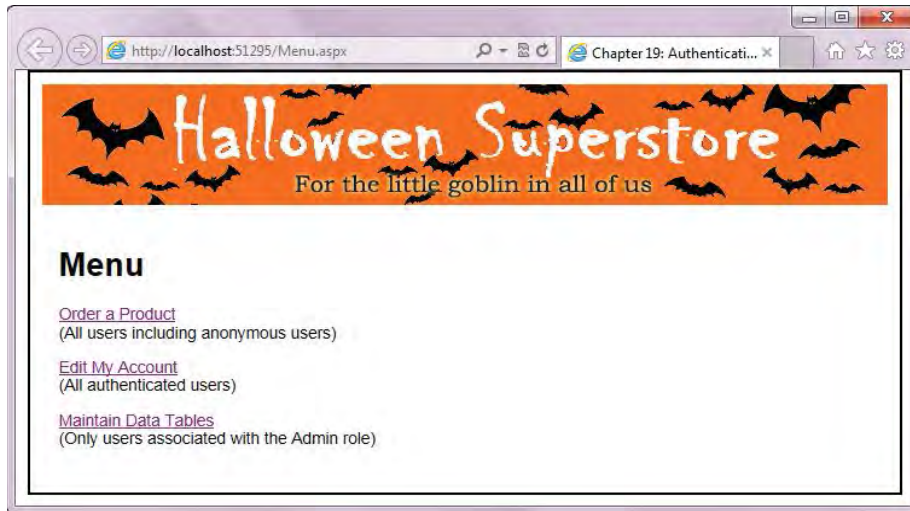 http://localhost:51295/Menu.aspx
Chapter 19: Authenticati...
Halloween Superstore
For the little goblin in all of us
Menu
Order a Product
(All users including anonymous users)
Edit My Account
(All authenticated users)
Maintain Data Tables
(Only users associated with the Admin role)